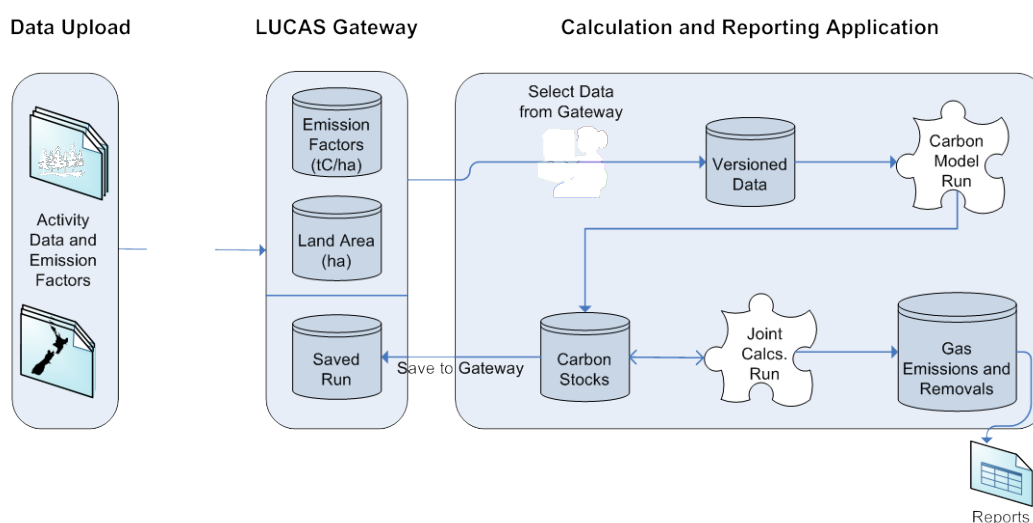 Data Upload
LUCAS Gateway
Calculation and Reporting Application
Activity
Data and
Emission
Factors
Emission
Factors
(tC/ha)
Land Area
(ha)
Saved
Run
Select Data
from Gateway
Versioned
Data
Carbon
Model
Run
Save to Gateway
Carbon
Stocks
Joint
Calcs.
Run
Gas
Emissions and
Removals
Reports